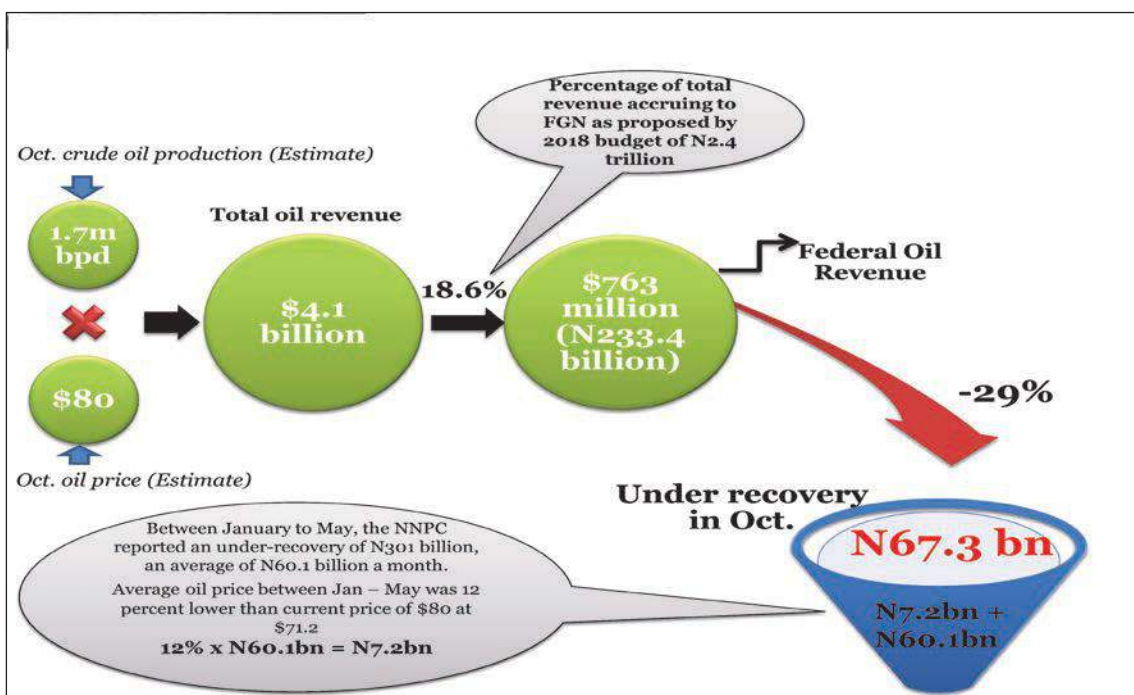 Percentage of total
revenue accruing to
FGN as proposed by
2018 budget of N2.4
trillion
Oct. crude oil production (Estimate)
1.7m
bpd
$80
Oct. oil price (Estimate)
Total oil revenue
$4.1
billion
18.6%
$763
million
(N233.4
billion)
Federal Oil
Revenue
-29%
Under recovery
in Oct.
N67.3 bn
N7.2bn +
N60.1bn
Between January to May, the NNPC
reported an under-recovery of N301 billion,
an average of N60.1 billion a month.
Average oil price between Jan – May was 12
percent lower than current price of $80 at
$71.2
12% x N60.1bn = N7.2bn